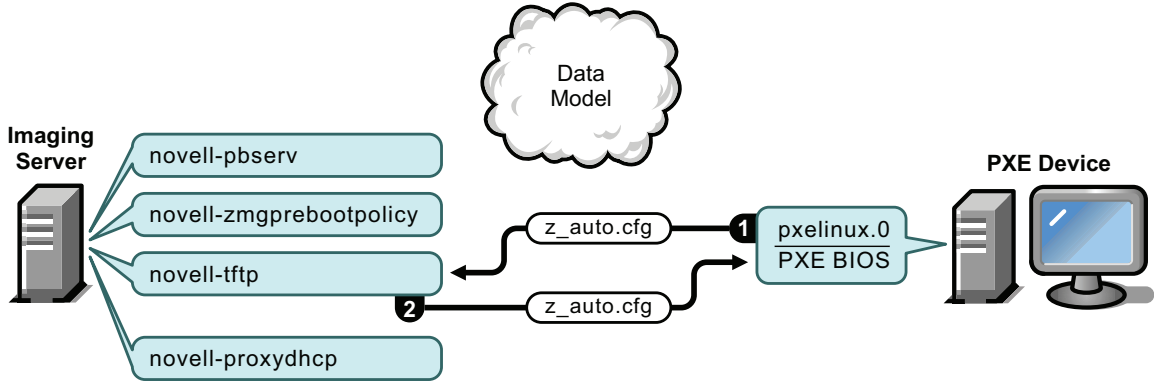 Data
Model
Imaging
Server
PXE Device
novell-pbserv
novell-zmgprebootpolicy
novell-tftp
novell-proxydhcp
z_auto.cfg
1
pxelinux.0
PXE BIOS
2
z_auto.cfg